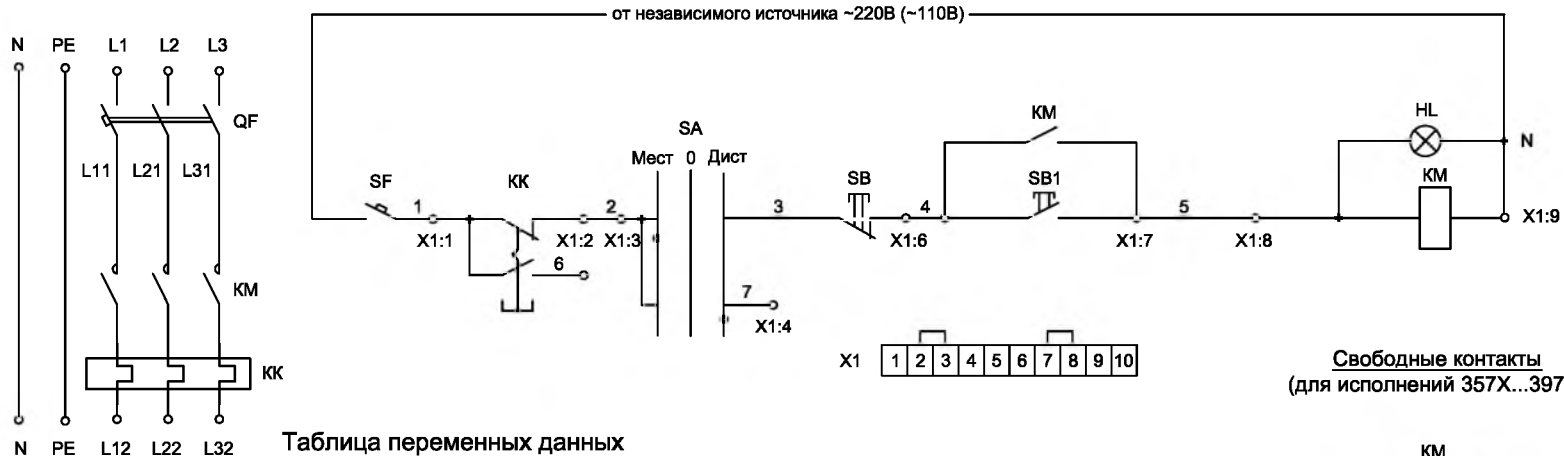 от независимого источника ~220В (~110В)
N PE L1 L2 L3
QF
SA
KM
HL
N
L11 L21 L31
Мест 0 Дист
SF
КК
SB
SB1
KM
1
2
3
4
5
X1:1
X1:2
X1:3
X1:6
X1:7
X1:8
X1:9
6
7
X1:4
KM
X1 1 2 3 4 5 6 7 8 9 10
КК
Свободные контакты
(для исполнений 357Х...397
N PE L12 L22 L32
Таблица переменных данных
КМ